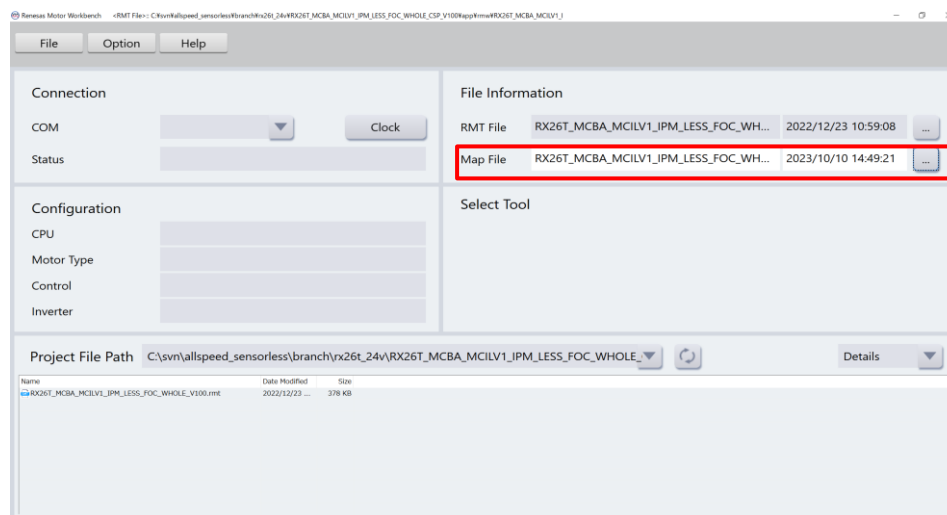 Renesas Motor Workbench <RMT File>: C:¥svn¥allspeed_sensorless¥branch¥rx26t_24v¥RX26T_MCBA_MCILV1_IPM_LESS_FOC_WHOLE_CSP_V100¥app¥rmw¥RX26T_MCBA_MCILV1_I
File Option Help
Connection
COM Clock
Status
File Information
RMT File RX26T_MCBA_MCILV1_IPM_LESS_FOC_WH... 2022/12/23 10:59:08 ...
Map File RX26T_MCBA_MCILV1_IPM_LESS_FOC_WH... 2023/10/10 14:49:21 ...
Configuration
CPU
Motor Type
Control
Inverter
Select Tool
Project File Path C:\svn\allspeed_sensorless\branch\rx26t_24v\RX26T_MCBA_MCILV1_IPM_LESS_FOC_WHOLE_ Details
Name Date Modified Size
RX26T_MCBA_MCILV1_IPM_LESS_FOC_WHOLE_V100.rmt 2022/12/23 ... 378 KB